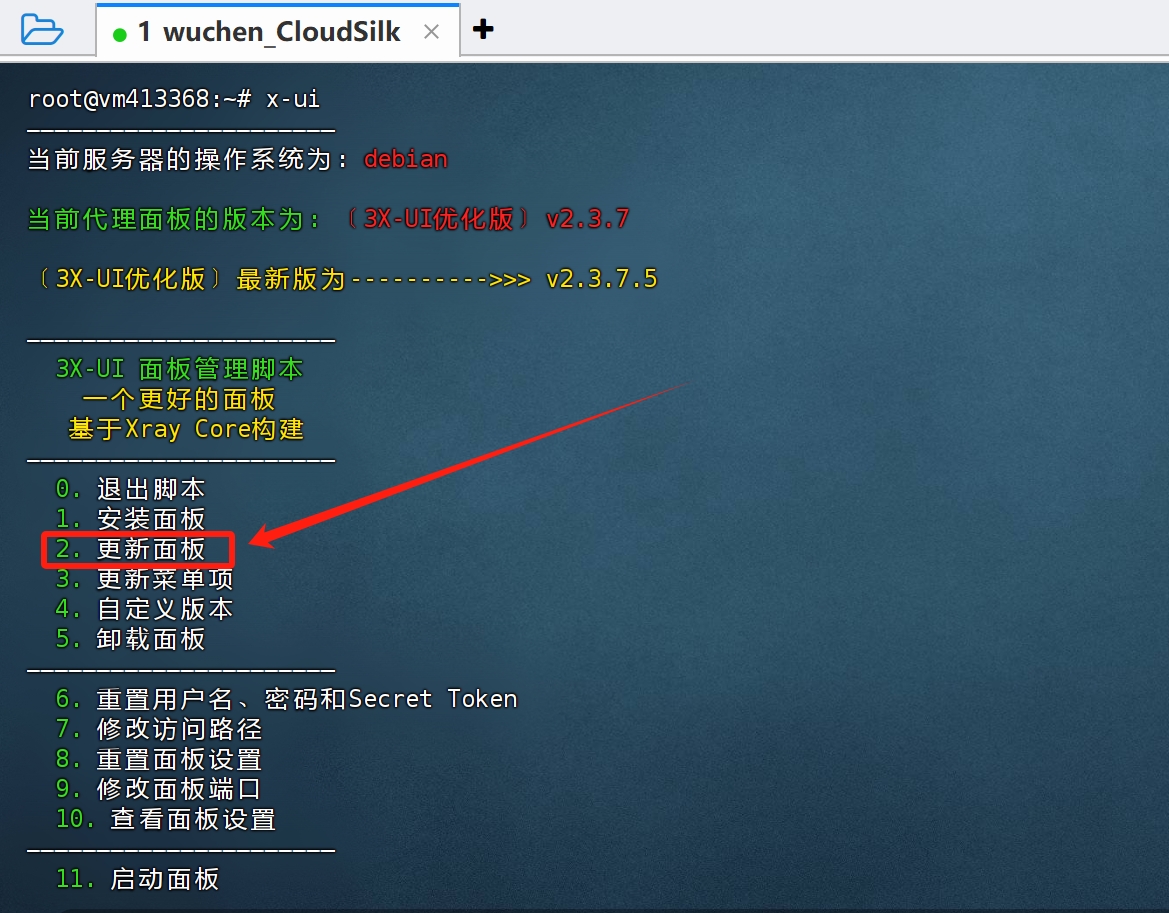 1 wuchen_CloudSilk
root@vm413368:~# x-ui
当前服务器的操作系统为: debian
当前代理面板的版本为: 〔3X-UI优化版〕v2.3.7
〔3X-UI优化版〕最新版为---------->>> v2.3.7.5
3X-UI 面板管理脚本
一个更好的面板
基于Xray Core构建
0. 退出脚本
1. 安装面板
2. 更新面板
3. 更新菜单项
4. 自定义版本
5. 卸载面板
6. 重置用户名、密码和Secret Token
7. 修改访问路径
8. 重置面板设置
9. 修改面板端口
10. 查看面板设置
11. 启动面板